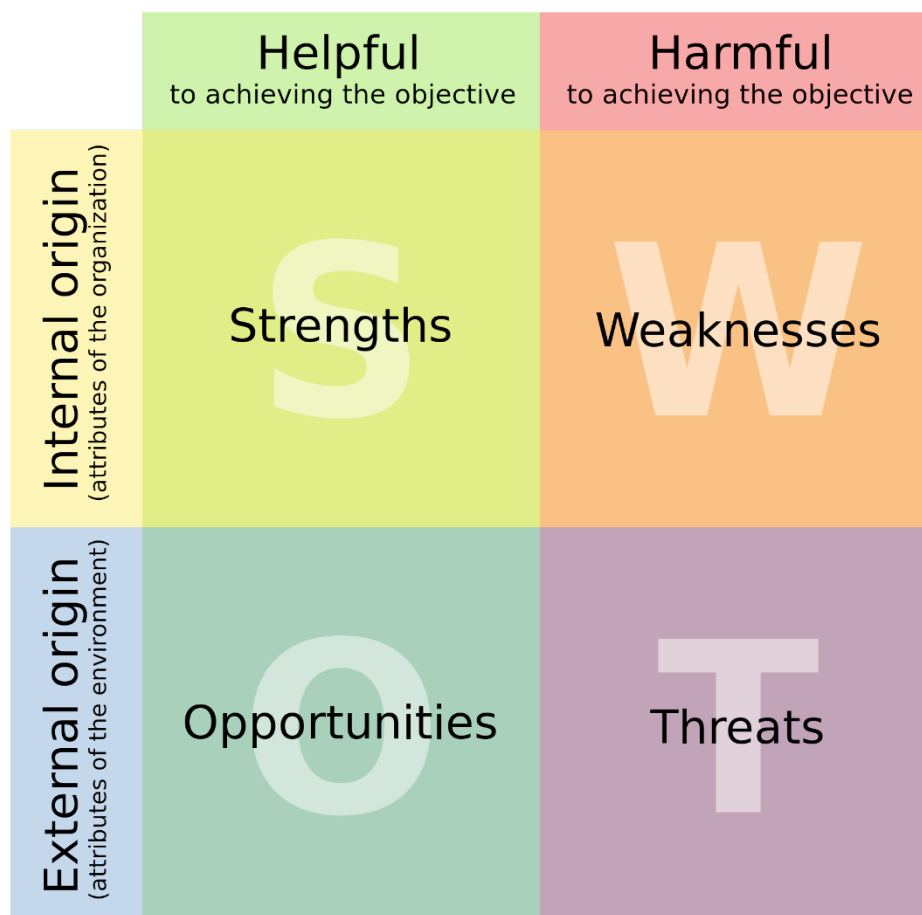 Helpful
to achieving the objective
Harmful
to achieving the objective
Internal origin
(attributes of the organization)
S
Strengths
W
Weaknesses
External origin
(attributes of the environment)
O
Opportunities
T
Threats